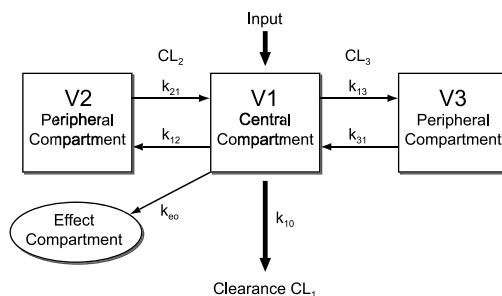 Input
CL2
CL3
V2
Peripheral
Compartment
k21
k12
V1
Central
Compartment
k13
k31
V3
Peripheral
Compartment
Effect
Compartment
keo
k10
Clearance CL1